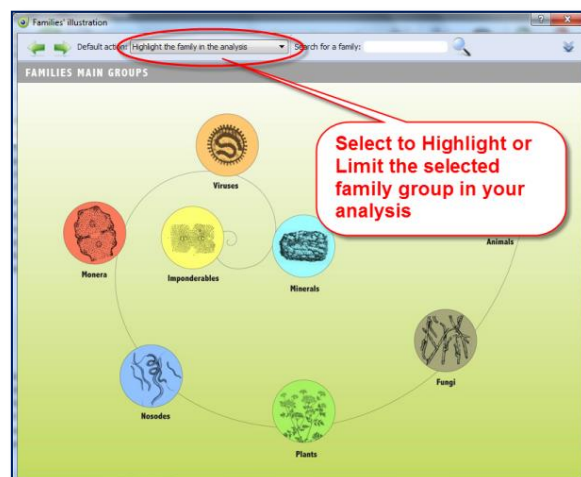 Families' illustration
Default action: Highlight the family in the analysis Search for a family:
FAMILIES MAIN GROUPS
Select to Highlight or
Limit the selected
family group in your
analysis
Viruses
Animals
Monera
Imponderables
Minerals
Fungi
Nosodes
Plants